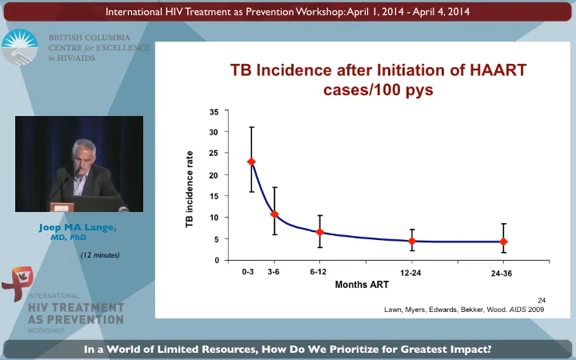 International HIV Treatment as Prevention Workshop: April 1, 2014 - April 4, 2014
BRITISH COLUMBIA
CENTRE for EXCELLENCE
in HIV/AIDS
Joep MA Lange,
MD, PhD
(12 minutes)
INTERNATIONAL
HIV TREATMENT
AS PREVENTION
WORKSHOP
TB Incidence after Initiation of HAART
cases/100 pys
TB incidence rate
35
30
25
20
15
10
5
0
0-3 3-6 6-12 12-24 24-36
Months ART
24
Lawn, Myers, Edwards, Bekker, Wood. AIDS 2009
In a World of Limited Resources, How Do We Prioritize for Greatest Impact?